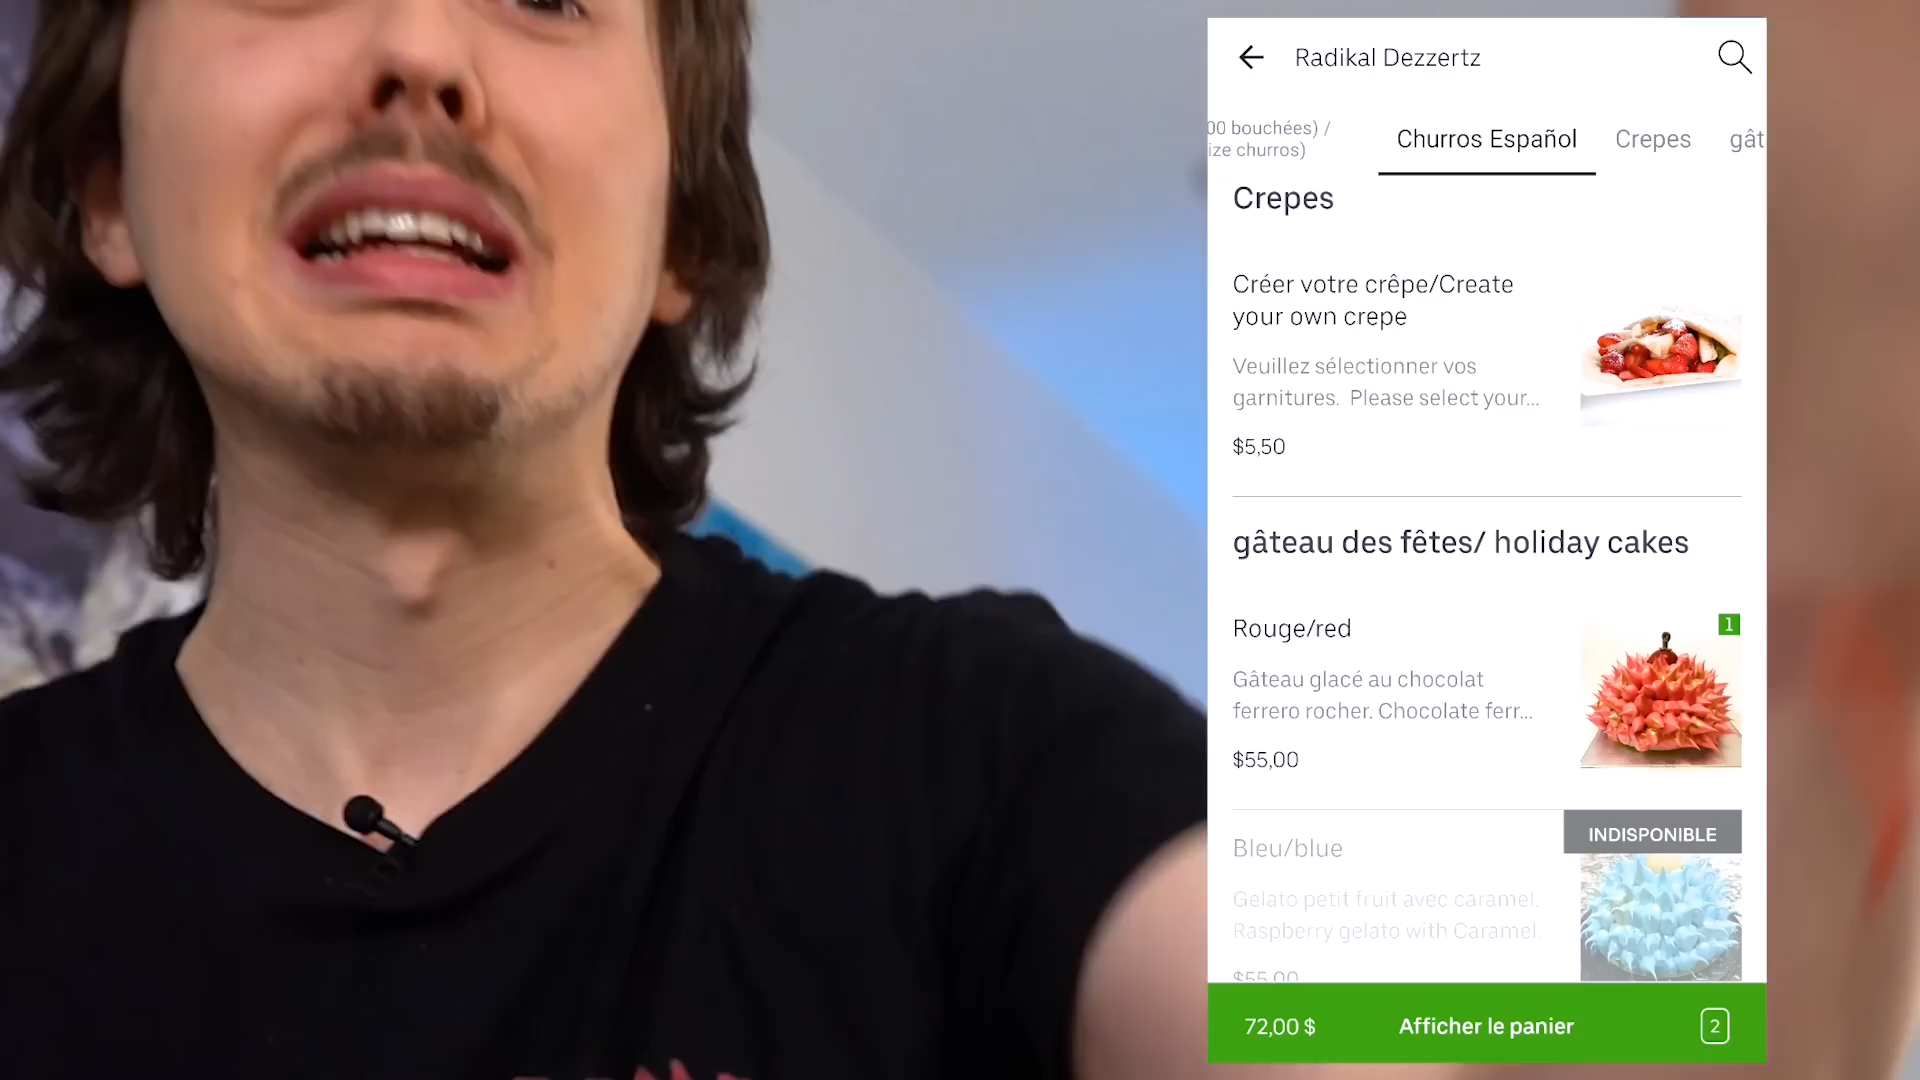 Radikal Dezzertz
00 bouchées) /
ize churros)
Churros Español
Crepes
gât
Crepes
Créer votre crêpe/Create
your own crepe
Veuillez sélectionner vos
garnitures. Please select your...
$5,50
gâteau des fêtes/ holiday cakes
Rouge/red
1
Gâteau glacé au chocolat
ferrero rocher. Chocolate ferr...
$55,00
INDISPONIBLE
Bleu/blue
Gelato petit fruit avec caramel.
Raspberry gelato with Caramel.
$55,00
72,00 $
Afficher le panier
2